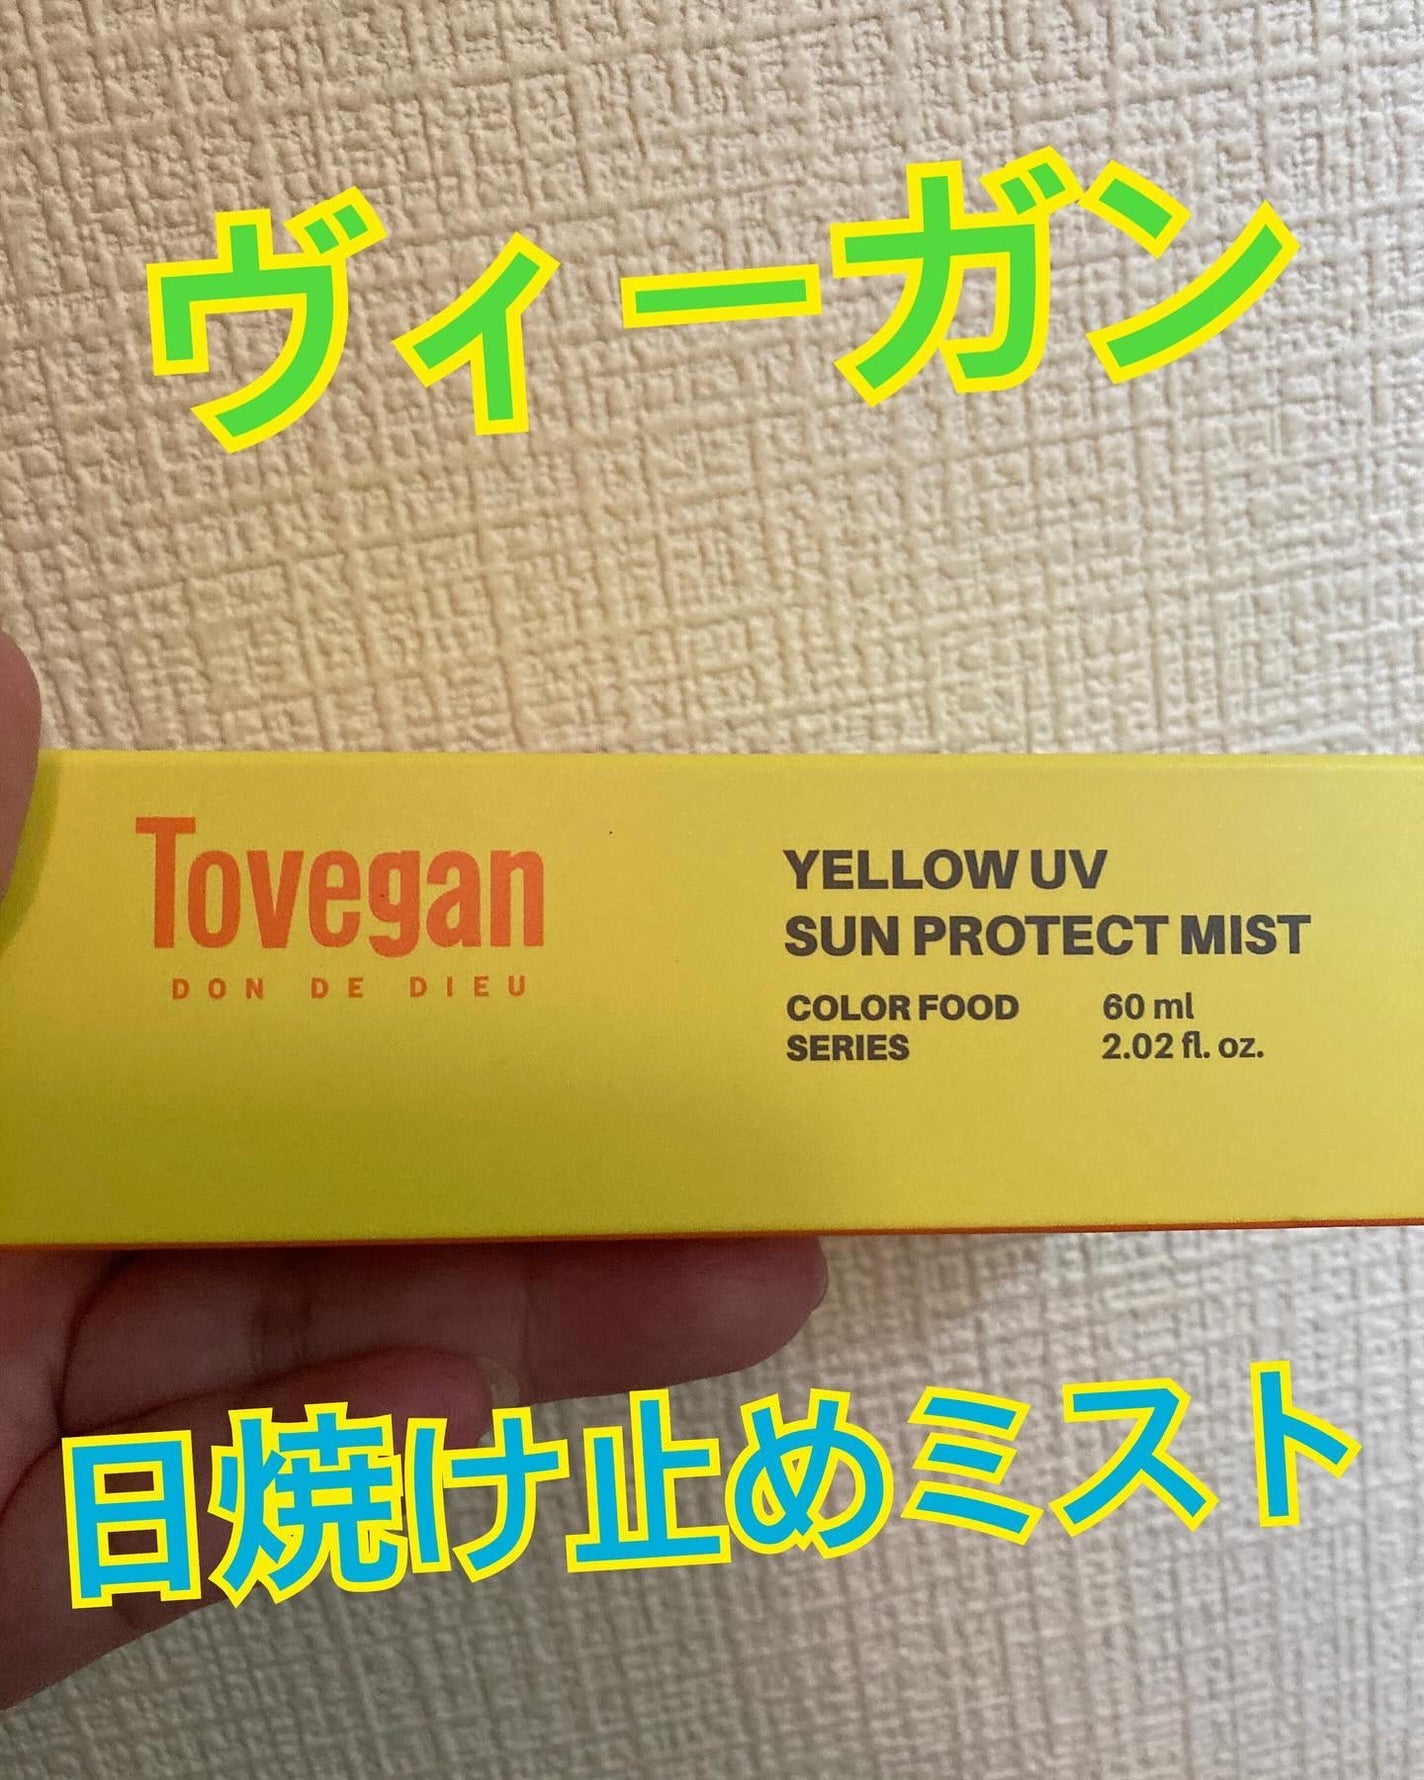 ヴィーガン
Tovegan
DON DE DIEU
YELLOW UV
SUN PROTECT MIST
COLOR FOOD
SERIES
60 ml
2.02 fl. oz.
日焼け止めミスト